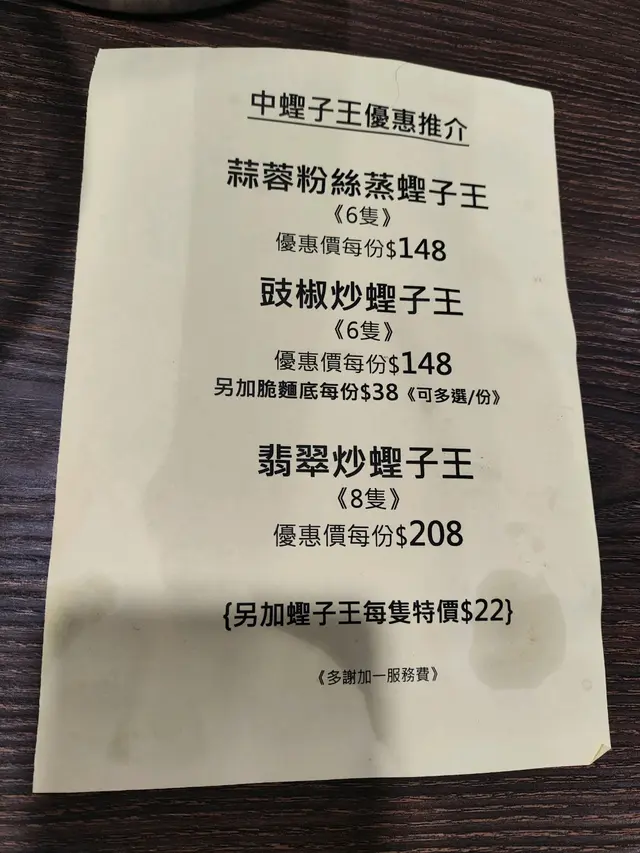 中蟶子王優惠推介
蒜蓉粉絲蒸蟶子王
《6隻》
優惠價每份$148
豉椒炒蟶子王
《6隻》
優惠價每份$148
另加脆麵底每份$38《可多選/份》
翡翠炒蟶子王
《8隻》
優惠價每份$208
{另加蟶子王每隻特價$22}
《多謝加一服務費》